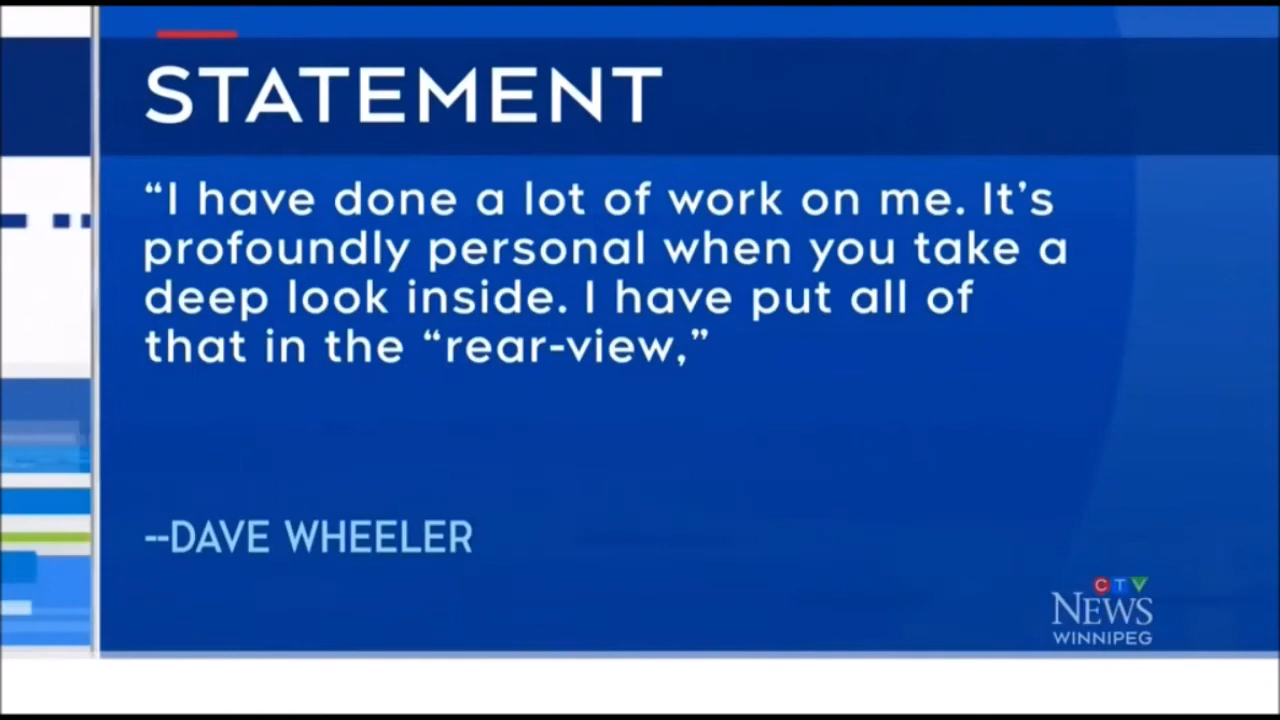 STATEMENT
“I have done a lot of work on me. It’s
profoundly personal when you take a
deep look inside. I have put all of
that in the “rear-view,”
--DAVE WHEELER
CTV
NEWS
WINNIPEG